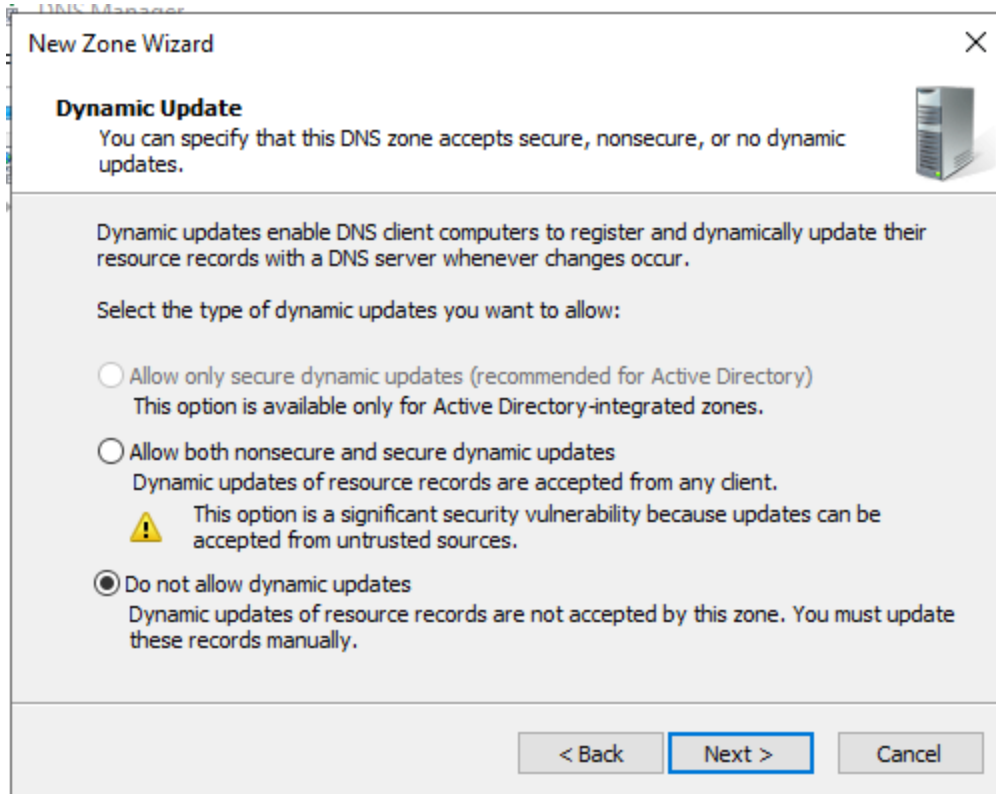 DNS Manager
New Zone Wizard
Dynamic Update
You can specify that this DNS zone accepts secure, nonsecure, or no dynamic
updates.
Dynamic updates enable DNS client computers to register and dynamically update their
resource records with a DNS server whenever changes occur.
Select the type of dynamic updates you want to allow:
Allow only secure dynamic updates (recommended for Active Directory)
This option is available only for Active Directory-integrated zones.
Allow both nonsecure and secure dynamic updates
Dynamic updates of resource records are accepted from any client.
This option is a significant security vulnerability because updates can be
accepted from untrusted sources.
Do not allow dynamic updates
Dynamic updates of resource records are not accepted by this zone. You must update
these records manually.
< Back Next > Cancel